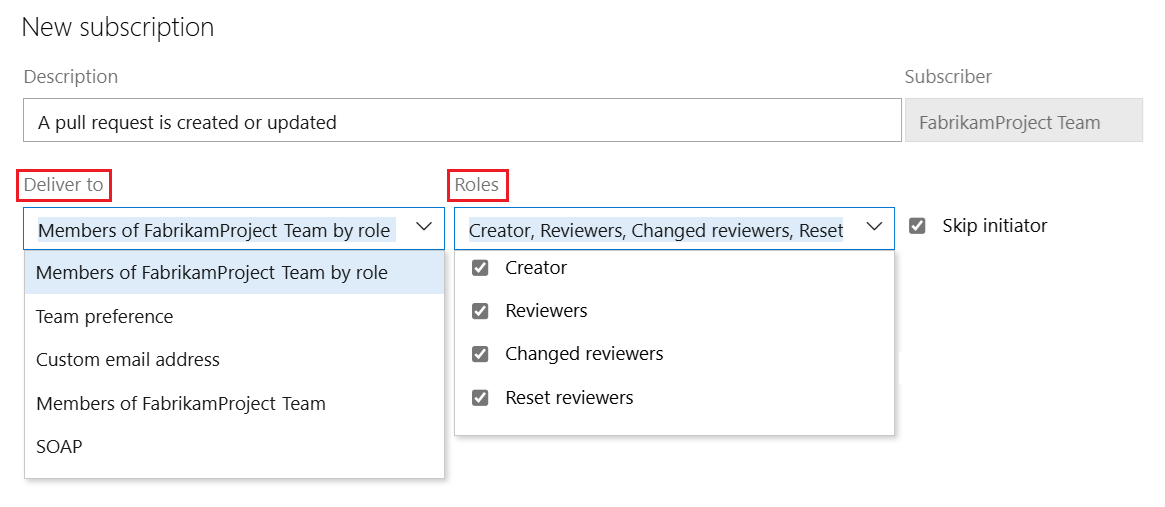 New subscription
Description
Subscriber
A pull request is created or updated
FabrikamProject Team
Deliver to
Roles
Members of FabrikamProject Team by role
Creator, Reviewers, Changed reviewers, Reset
Skip initiator
Members of FabrikamProject Team by role
Team preference
Custom email address
Members of FabrikamProject Team
SOAP
Creator
Reviewers
Changed reviewers
Reset reviewers